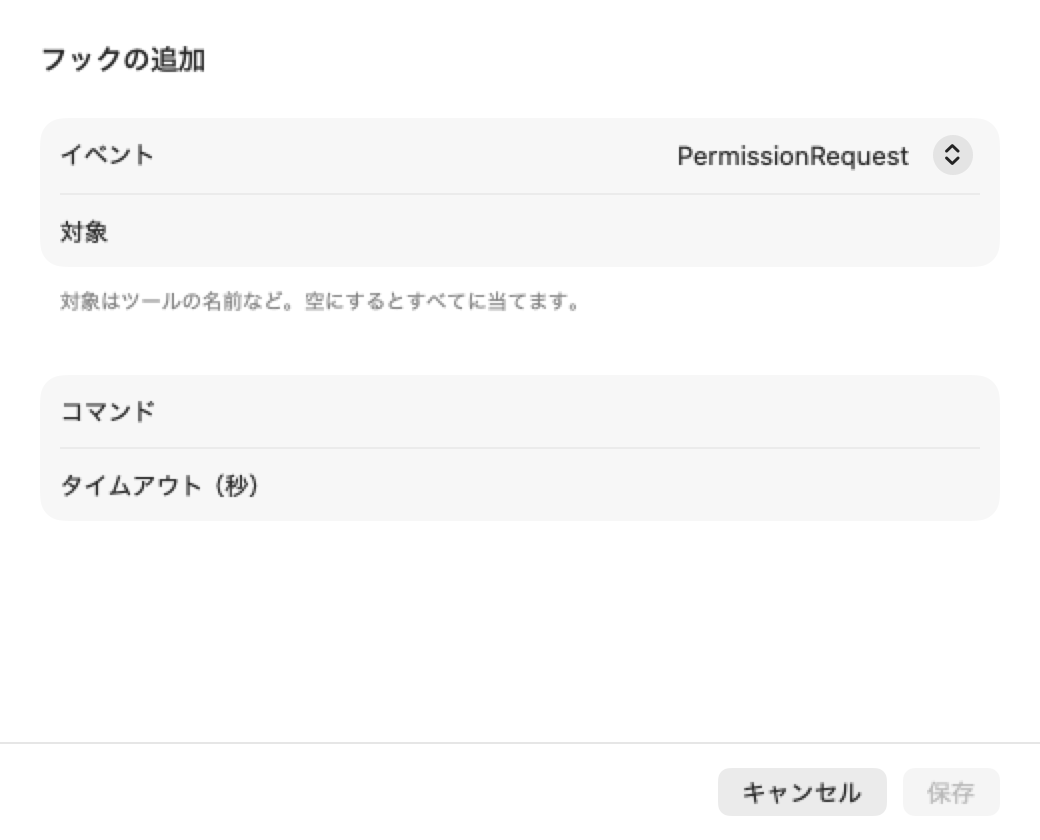 フックの追加
イベント PermissionRequest
対象
対象はツールの名前など。空にするとすべてに当てます。
コマンド
タイムアウト（秒）
キャンセル 保存